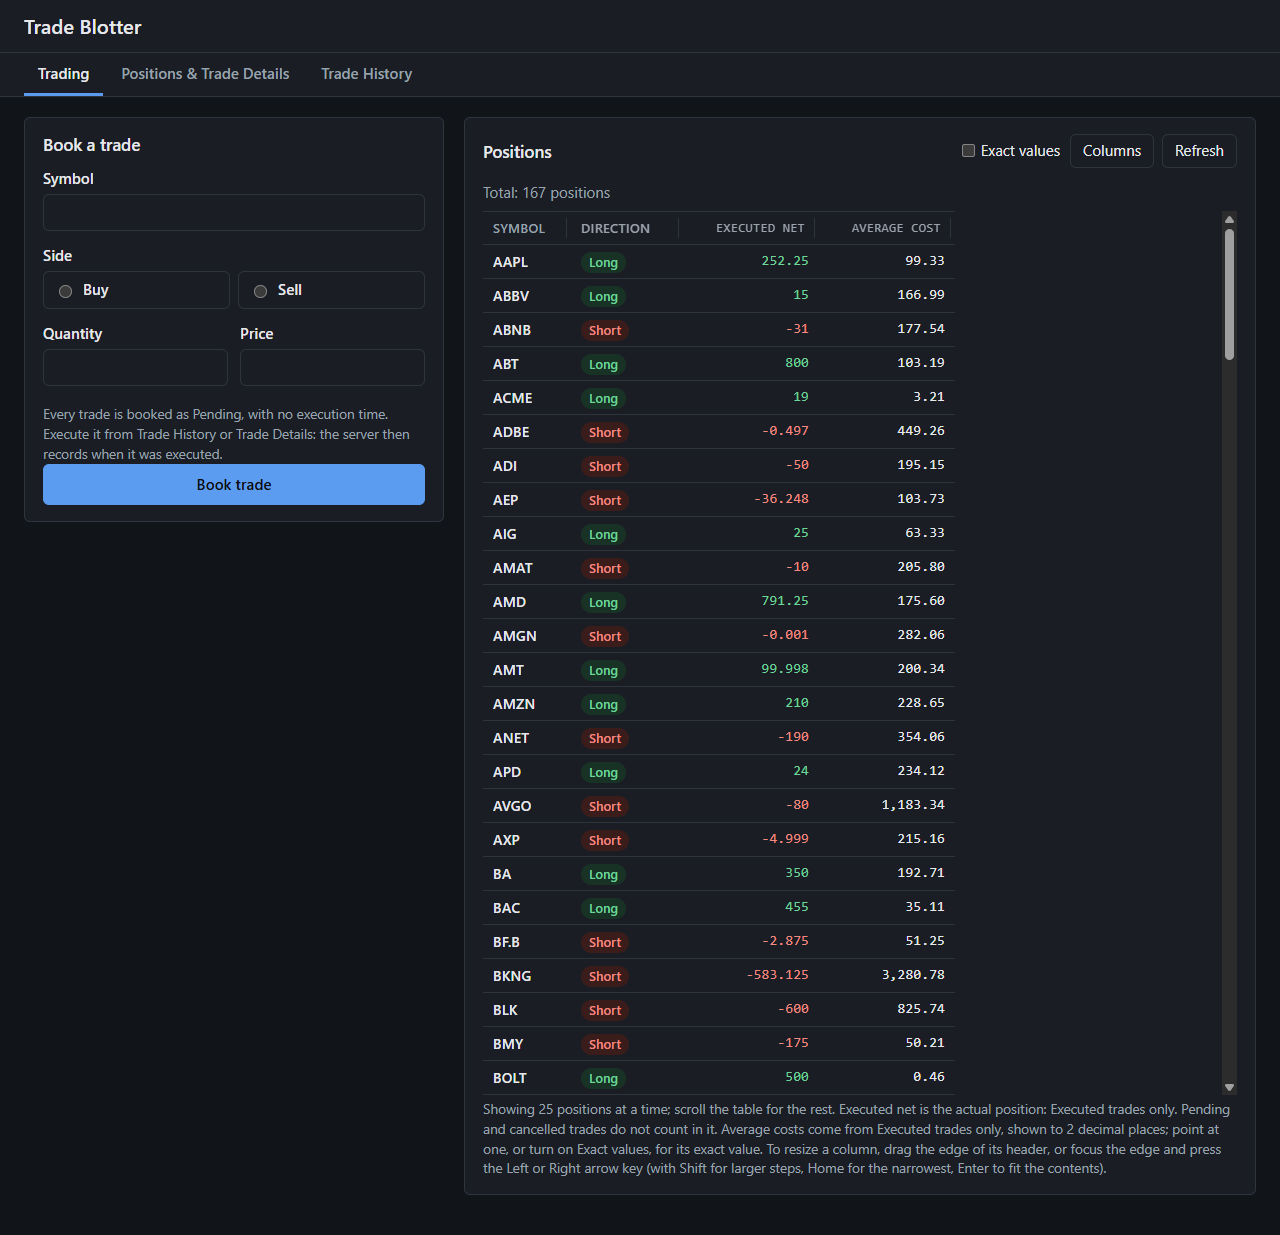 Trade Blotter
Trading
Positions & Trade Details
Trade History
Book a trade
Symbol
Side
Buy
Sell
Quantity
Price
Every trade is booked as Pending, with no execution time.
Execute it from Trade History or Trade Details: the server then
records when it was executed.
Book trade
Positions
Exact values
Columns
Refresh
Total: 167 positions
SYMBOL DIRECTION EXECUTED NET AVERAGE COST
AAPL Long 252.25 99.33
ABBV Long 15 166.99
ABNB Short -31 177.54
ABT Long 800 103.19
ACME Long 19 3.21
ADBE Short -0.497 449.26
ADI Short -50 195.15
AEP Short -36.248 103.73
AIG Long 25 63.33
AMAT Short -10 205.80
AMD Long 791.25 175.60
AMGN Short -0.001 282.06
AMT Long 99.998 200.34
AMZN Long 210 228.65
ANET Short -190 354.06
APD Long 24 234.12
AVGO Short -80 1,183.34
AXP Short -4.999 215.16
BA Long 350 192.71
BAC Long 455 35.11
BF.B Short -2.875 51.25
BKNG Short -583.125 3,280.78
BLK Short -600 825.74
BMY Short -175 50.21
BOLT Long 500 0.46
Showing 25 positions at a time; scroll the table for the rest. Executed net is the actual position: Executed trades only. Pending
and cancelled trades do not count in it. Average costs come from Executed trades only, shown to 2 decimal places; point at
one, or turn on Exact values, for its exact value. To resize a column, drag the edge of its header, or focus the edge and press
the Left or Right arrow key (with Shift for larger steps, Home for the narrowest, Enter to fit the contents).